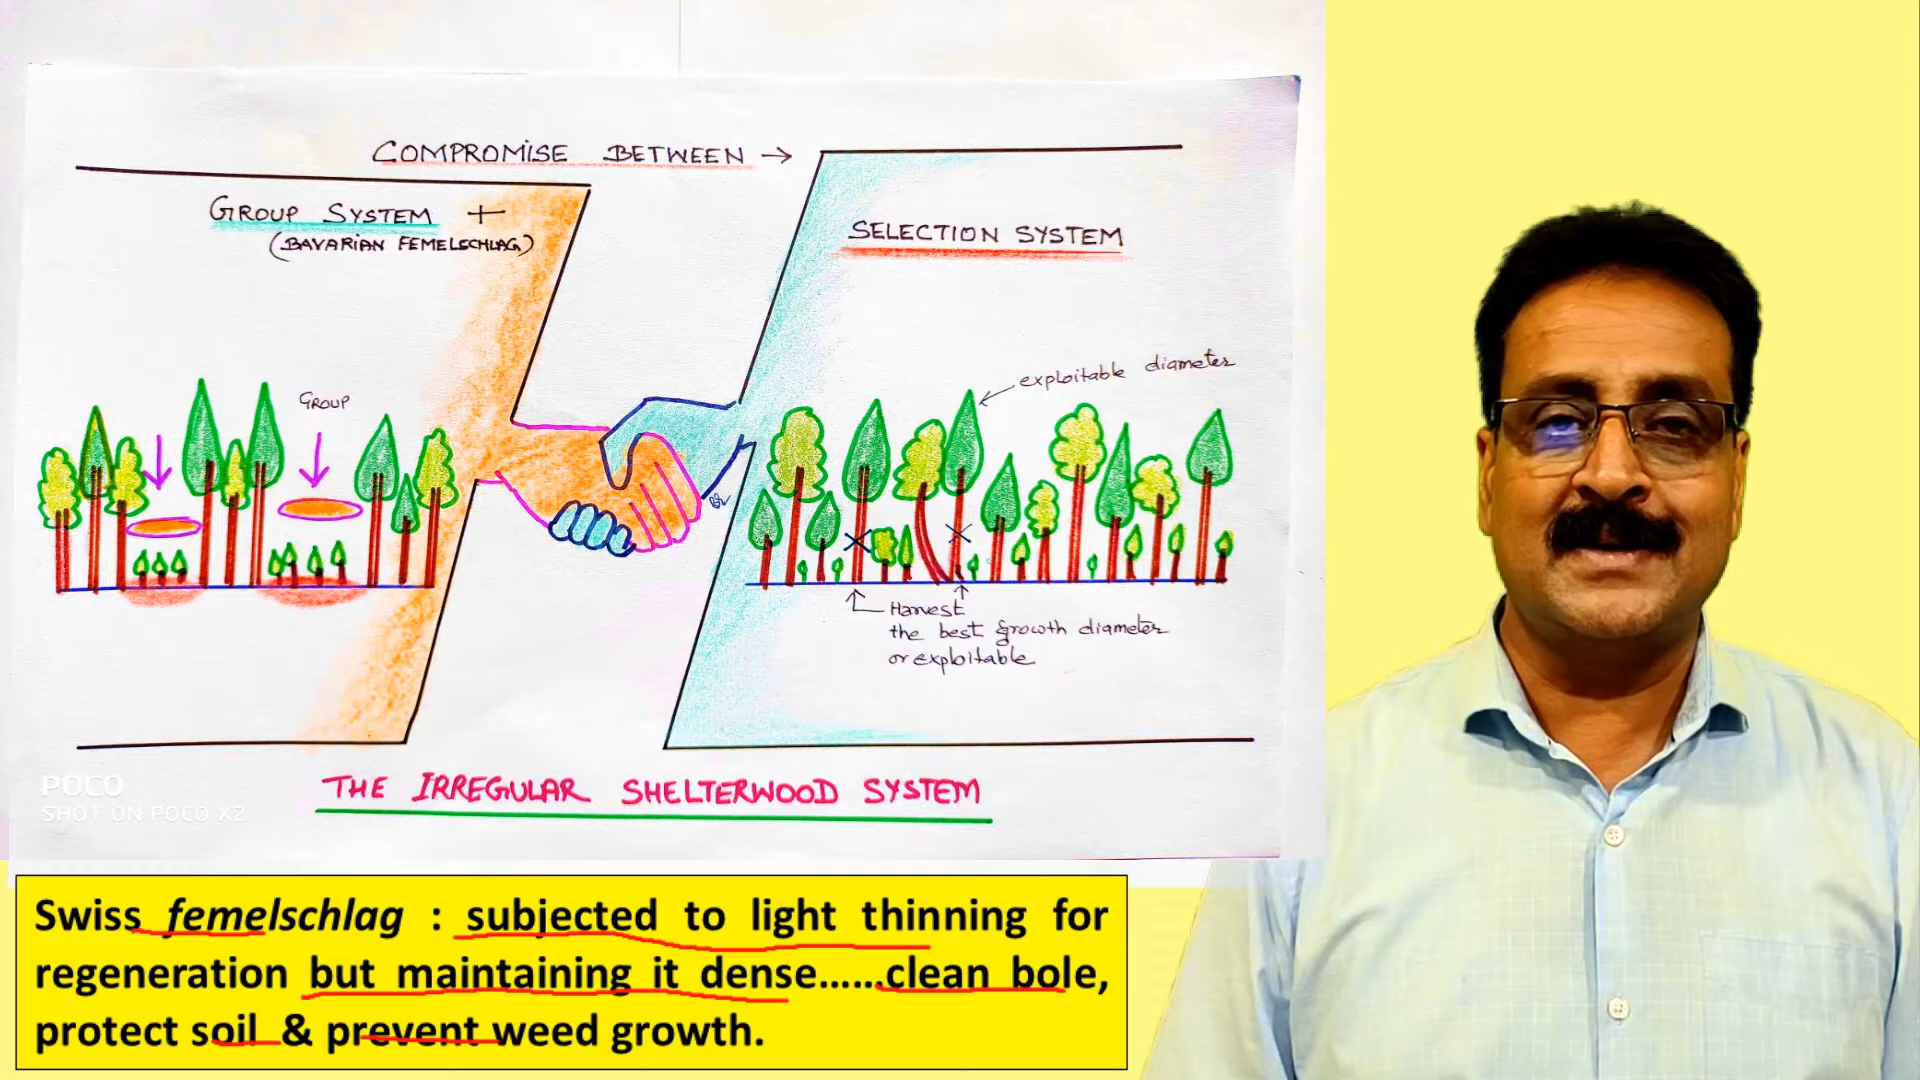 COMPROMISE BETWEEN →
GROUP SYSTEM +
(BAVARIAN FEMELSCHLAG)
SELECTION SYSTEM
exploitable diameter
GROUP
Harvest
the best growth diameter
or exploitable
THE IRREGULAR SHELTERWOOD SYSTEM
POCO
SHOT ON POCO X2
Swiss femelschlag : subjected to light thinning for
regeneration but maintaining it dense......clean bole,
protect soil & prevent weed growth.